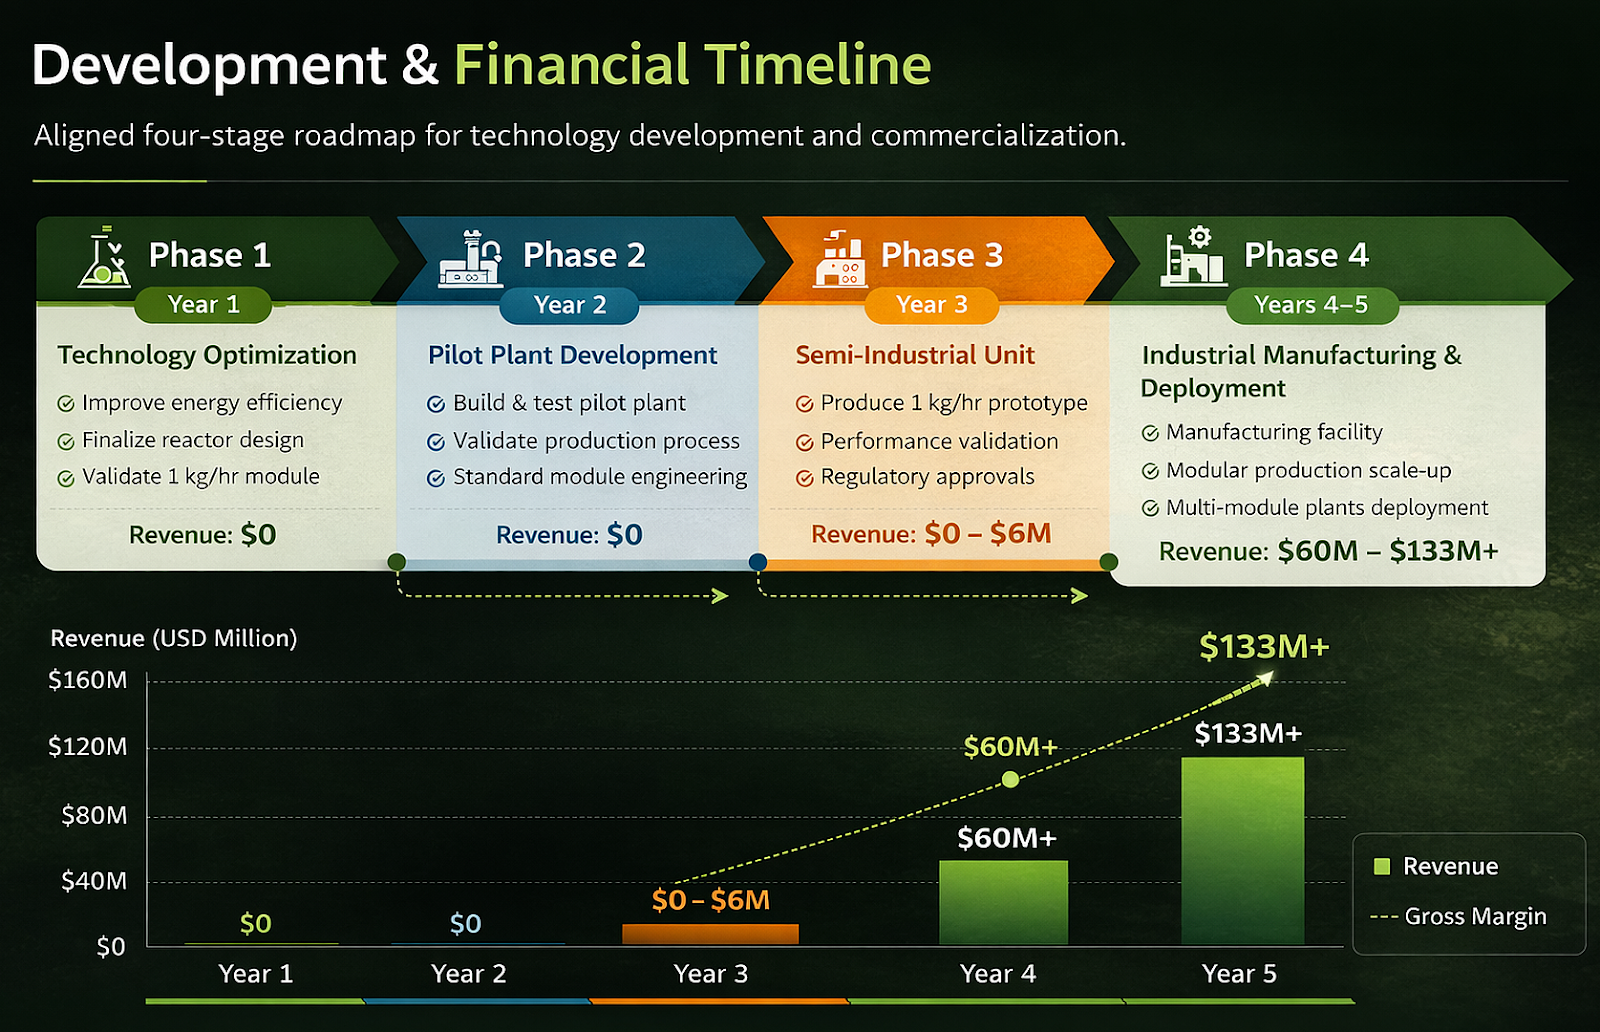 Development & Financial Timeline
Aligned four-stage roadmap for technology development and commercialization.
Phase 1
Year 1
Technology Optimization
Improve energy efficiency
Finalize reactor design
Validate 1 kg/hr module
Revenue: $0
Phase 2
Year 2
Pilot Plant Development
Build & test pilot plant
Validate production process
Standard module engineering
Revenue: $0
Phase 3
Year 3
Semi-Industrial Unit
Produce 1 kg/hr prototype
Performance validation
Regulatory approvals
Revenue: $0 – $6M
Phase 4
Years 4–5
Industrial Manufacturing &
Deployment
Manufacturing facility
Modular production scale-up
Multi-module plants deployment
Revenue: $60M – $133M+
Revenue (USD Million)
$160M
$120M
$80M
$40M
$0
$0
$0
$0 – $6M
$60M+
$60M+
$133M+
$133M+
Year 1
Year 2
Year 3
Year 4
Year 5
Revenue
Gross Margin